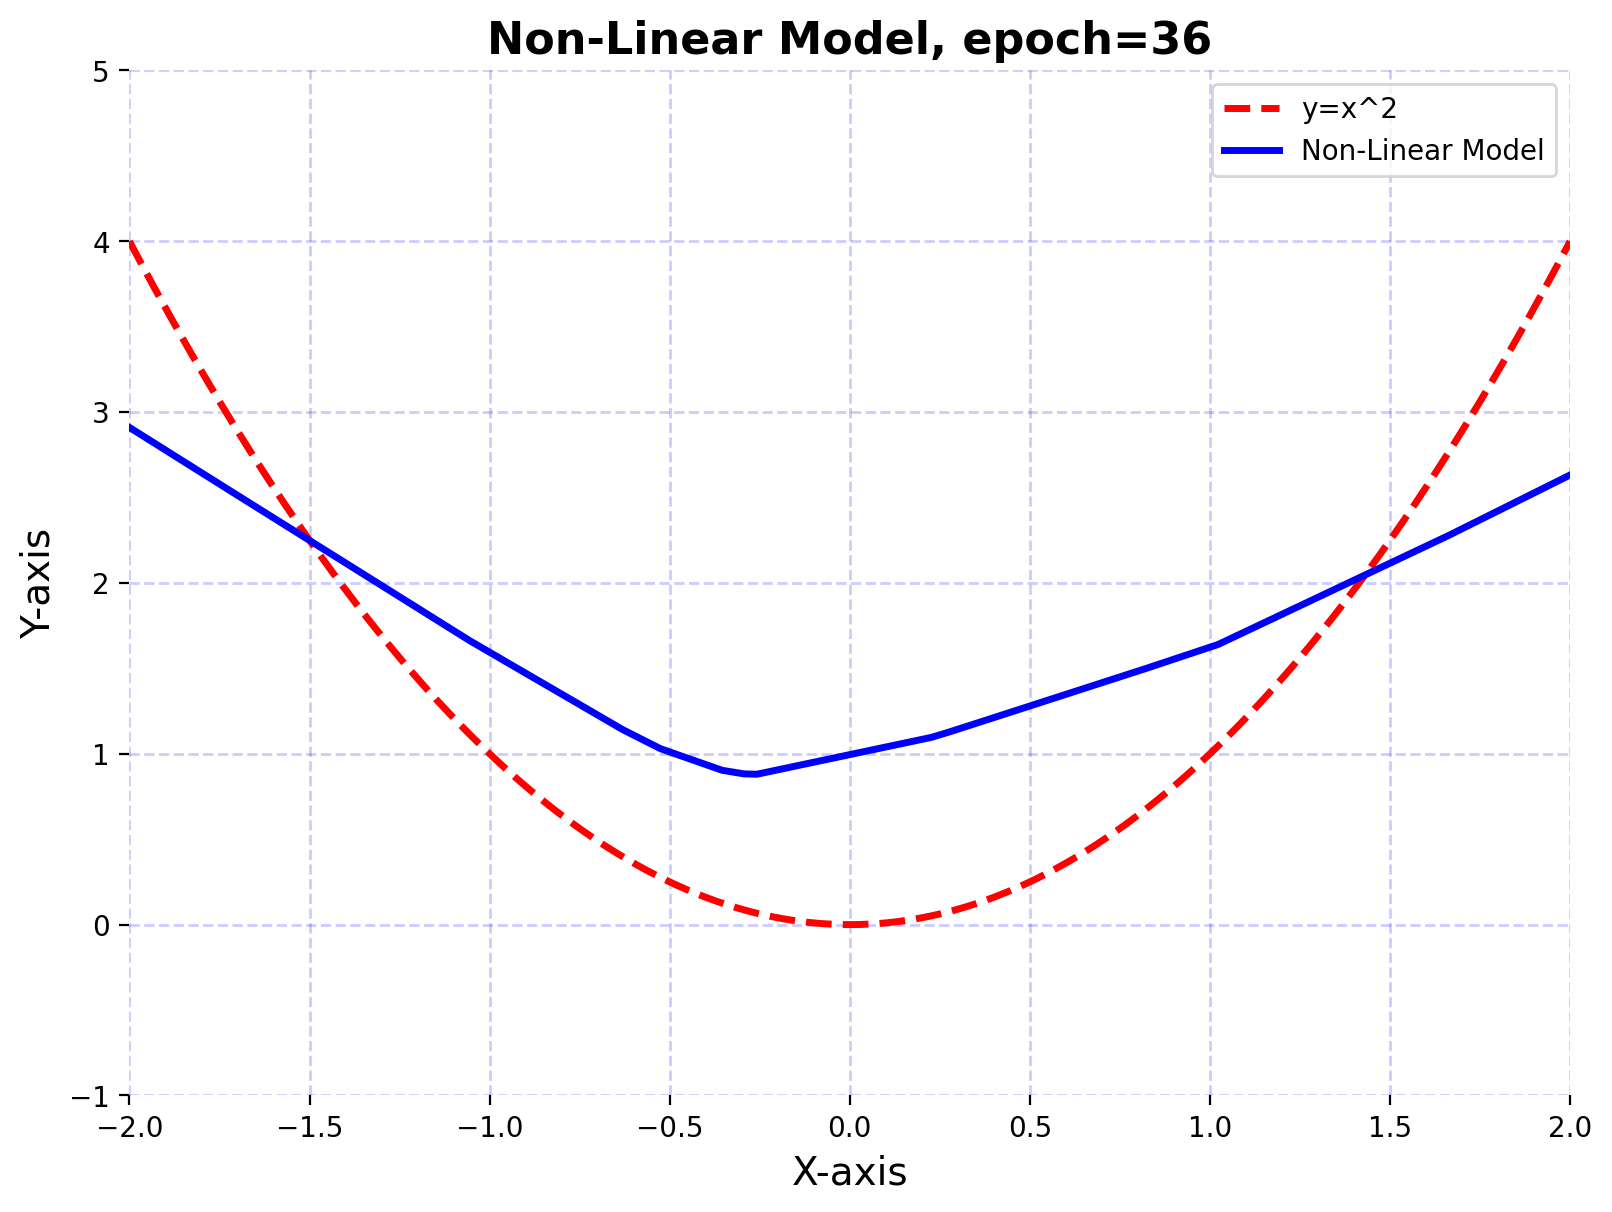 Non-Linear Model, epoch=36
5
4
3
2
1
0
−1
Y-axis
y=x^2
Non-Linear Model
−2.0 −1.5 −1.0 −0.5 0.0 0.5 1.0 1.5 2.0
X-axis